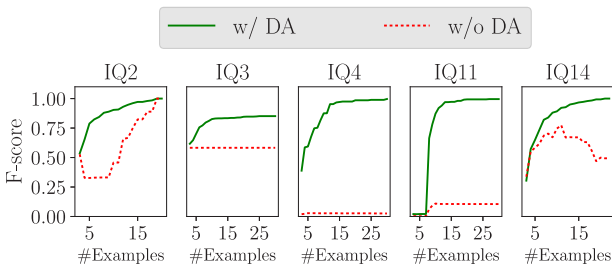 w/ DA w/o DA
IQ2 IQ3 IQ4 IQ11 IQ14
F-score
1.00
0.75
0.50
0.25
0.00
5 15 5 15 25 5 15 25 5 15 25 5 15
#Examples #Examples #Examples #Examples #Examples